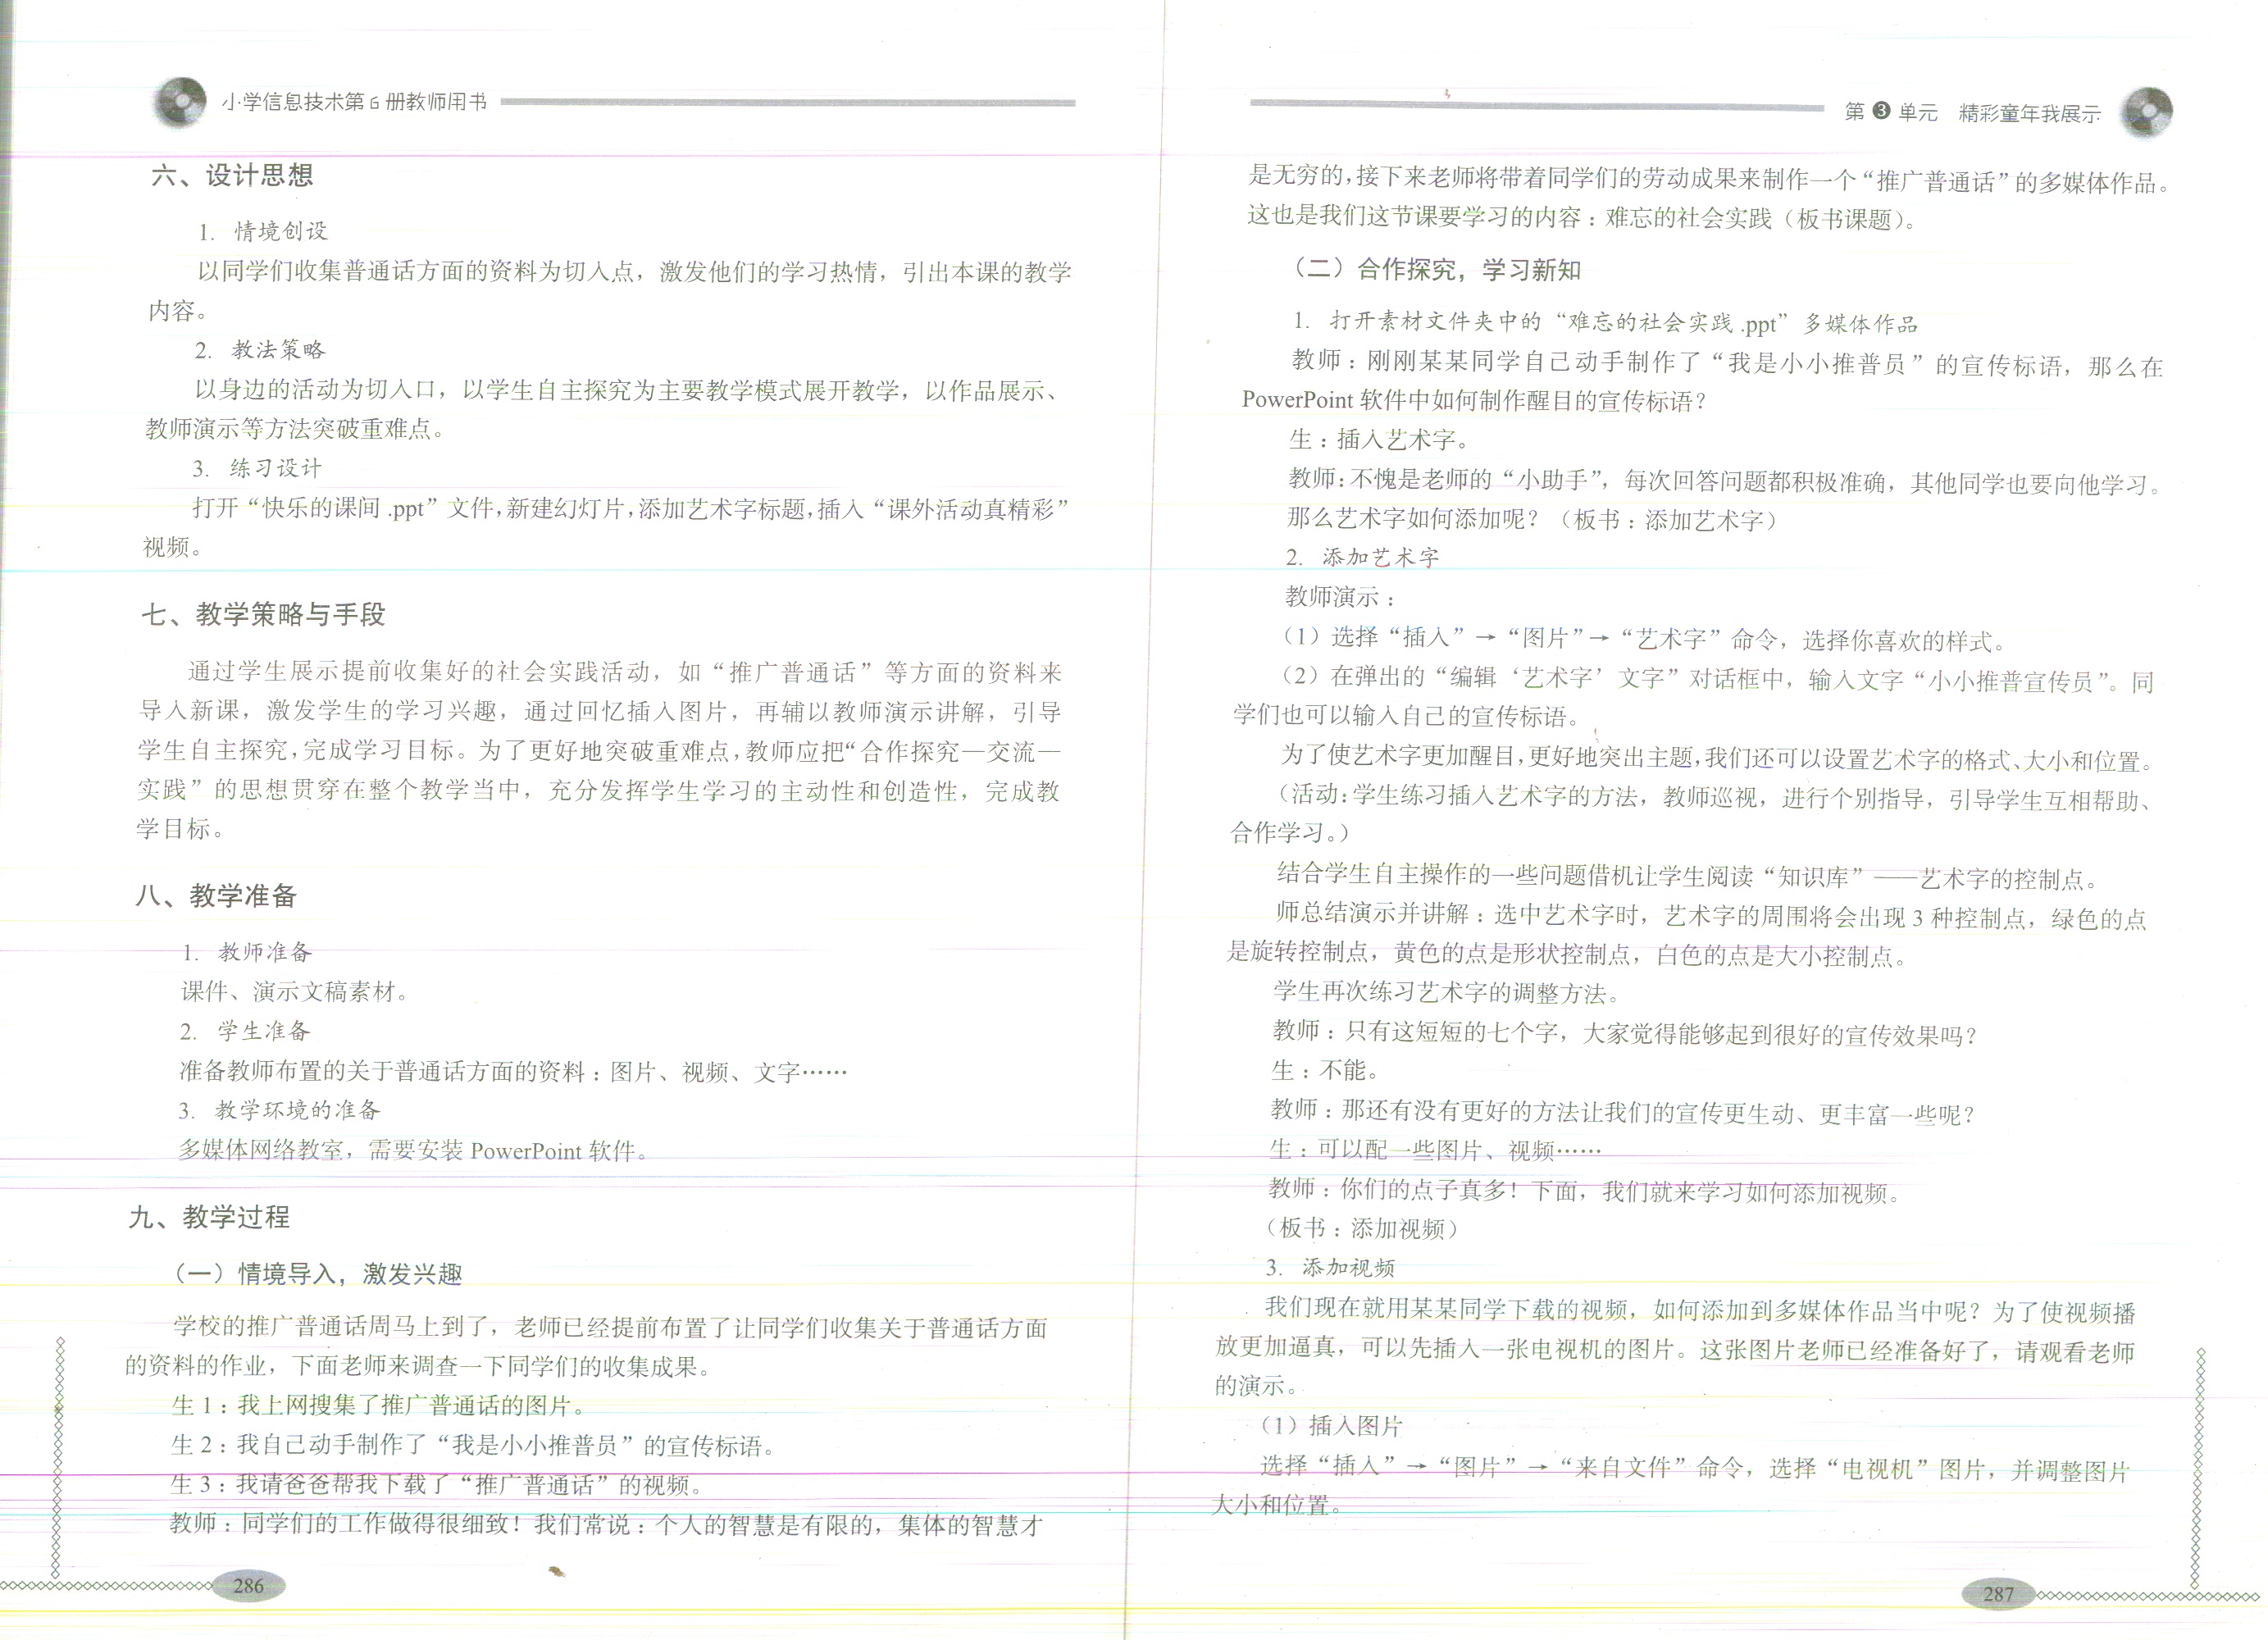 小学信息技术第6册教师用书
六、设计思想
1. 情境创设
以同学们收集普通话方面的资料为切入点，激发他们的学习热情，引出本课的教学
内容。
2. 教法策略
以身边的活动为切入口，以学生自主探究为主要教学模式展开教学，以作品展示、
教师演示等方法突破重难点。
3. 练习设计
打开“快乐的课间.ppt”文件，新建幻灯片，添加艺术字标题，插入“课外活动真精彩”
视频。
七、教学策略与手段
通过学生展示提前收集好的社会实践活动，如“推广普通话”等方面的资料来
导入新课，激发学生的学习兴趣，通过回忆插入图片，再辅以教师演示讲解，引导
学生自主探究，完成学习目标。为了更好地突破重难点，教师应把“合作探究—交流—
实践”的思想贯穿在整个教学当中，充分发挥学生学习的主动性和创造性，完成教
学目标。
八、教学准备
1. 教师准备
课件、演示文稿素材。
2. 学生准备
准备教师布置的关于普通话方面的资料：图片、视频、文字……
3. 教学环境的准备
多媒体网络教室，需要安装 PowerPoint 软件。
九、教学过程
（一）情境导入，激发兴趣
学校的推广普通话周马上到了，老师已经提前布置了让同学们收集关于普通话方面
的资料的作业，下面老师来调查一下同学们的收集成果。
生1：我上网搜集了推广普通话的图片。
生2：我自己动手制作了“我是小小推普员”的宣传标语。
生3：我请爸爸帮我下载了“推广普通话”的视频。
教师：同学们的工作做得很细致！我们常说：个人的智慧是有限的，集体的智慧才
286
第3单元 精彩童年我展示
是无穷的，接下来老师将带着同学们的劳动成果来制作一个“推广普通话”的多媒体作品。
这也是我们这节课要学习的内容：难忘的社会实践（板书课题）。
（二）合作探究，学习新知
1. 打开素材文件夹中的“难忘的社会实践.ppt”多媒体作品
教师：刚刚某某同学自己动手制作了“我是小小推普员”的宣传标语，那么在
PowerPoint 软件中如何制作醒目的宣传标语？
生：插入艺术字。
教师：不愧是老师的“小助手”，每次回答问题都积极准确，其他同学也要向他学习。
那么艺术字如何添加呢？（板书：添加艺术字）
2. 添加艺术字
教师演示：
（1）选择“插入”→“图片”→“艺术字”命令，选择你喜欢的样式。
（2）在弹出的“编辑‘艺术字’文字”对话框中，输入文字“小小推普宣传员”。同
学们也可以输入自己的宣传标语。
为了使艺术字更加醒目，更好地突出主题，我们还可以设置艺术字的格式、大小和位置。
（活动：学生练习插入艺术字的方法，教师巡视，进行个别指导，引导学生互相帮助、
合作学习。）
结合学生自主操作的一些问题借机让学生阅读“知识库”——艺术字的控制点。
师总结演示并讲解：选中艺术字时，艺术字的周围将会出现3种控制点，绿色的点
是旋转控制点，黄色的点是形状控制点，白色的点是大小控制点。
学生再次练习艺术字的调整方法。
教师：只有这短短的七个字，大家觉得能够起到很好的宣传效果吗？
生：不能。
教师：那还有没有更好的方法让我们的宣传更生动、更丰富一些呢？
生：可以配一些图片、视频……
教师：你们的点子真多！下面，我们就来学习如何添加视频。
（板书：添加视频）
3. 添加视频
我们现在就用某某同学下载的视频，如何添加到多媒体作品当中呢？为了使视频播
放更加逼真，可以先插入一张电视机的图片。这张图片老师已经准备好了，请观看老师
的演示。
（1）插入图片
选择“插入”→“图片”→“来自文件”命令，选择“电视机”图片，并调整图片
大小和位置。
287